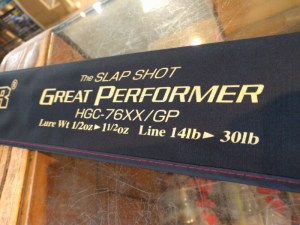 The SLAP SHOT
GREAT PERFORMER
HGC-76XX/GP
Lure Wt 1/2oz►1 1/2oz Line 14lb► 30lb